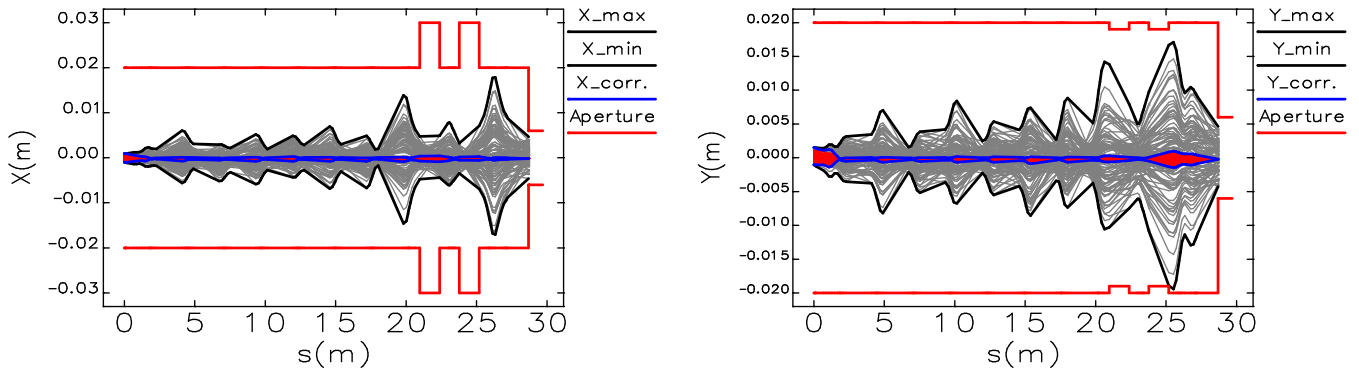 X(m)
0.03
0.02
0.01
0.00
-0.01
-0.02
-0.03
0 5 10 15 20 25 30
s(m)
X_max
X_min
X_corr.
Aperture
Y(m)
0.020
0.015
0.010
0.005
0.000
-0.005
-0.010
-0.015
-0.020
0 5 10 15 20 25 30
s(m)
Y_max
Y_min
Y_corr.
Aperture